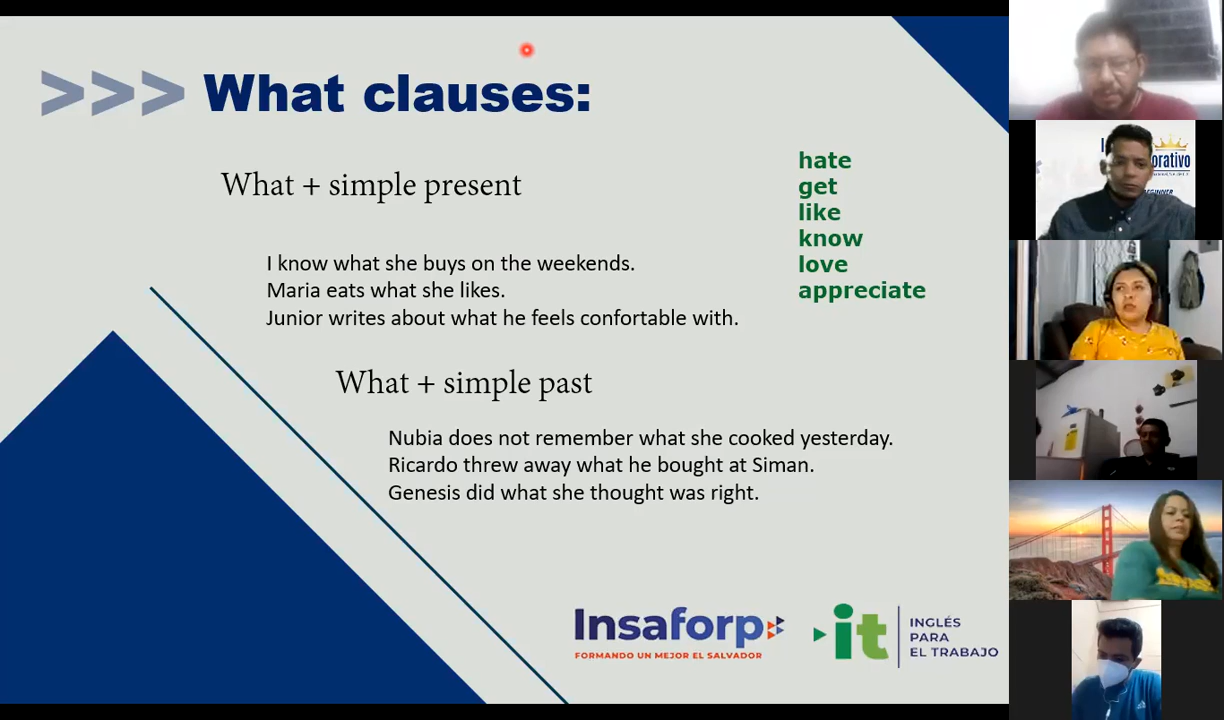 >>> What clauses:
What + simple present
hate
get
like
know
love
appreciate
I know what she buys on the weekends.
Maria eats what she likes.
Junior writes about what he feels confortable with.
What + simple past
Nubia does not remember what she cooked yesterday.
Ricardo threw away what he bought at Siman.
Genesis did what she thought was right.
Insaforp
FORMANDO UN MEJOR EL SALVADOR
it
INGLÉS
PARA
EL TRABAJO